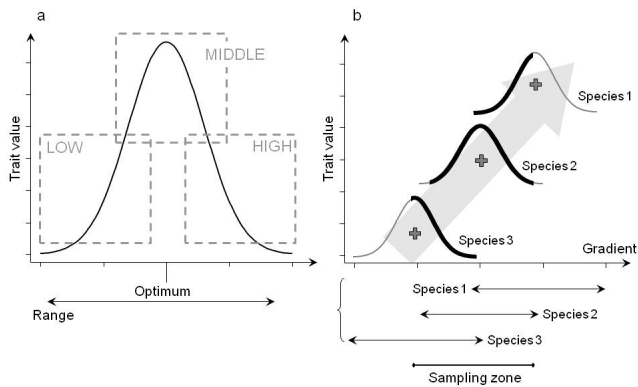 a
Trait value
MIDDLE
LOW
HIGH
Optimum
Range
b
Trait value
Species 1
Species 2
Species 3
Gradient
Species 1
Species 2
Species 3
Sampling zone